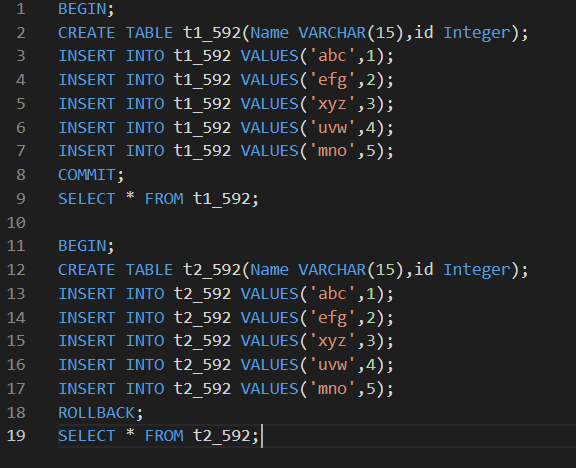 1 BEGIN;
2 CREATE TABLE t1_592(Name VARCHAR(15),id Integer);
3 INSERT INTO t1_592 VALUES('abc',1);
4 INSERT INTO t1_592 VALUES('efg',2);
5 INSERT INTO t1_592 VALUES('xyz',3);
6 INSERT INTO t1_592 VALUES('uvw',4);
7 INSERT INTO t1_592 VALUES('mno',5);
8 COMMIT;
9 SELECT * FROM t1_592;
10
11 BEGIN;
12 CREATE TABLE t2_592(Name VARCHAR(15),id Integer);
13 INSERT INTO t2_592 VALUES('abc',1);
14 INSERT INTO t2_592 VALUES('efg',2);
15 INSERT INTO t2_592 VALUES('xyz',3);
16 INSERT INTO t2_592 VALUES('uvw',4);
17 INSERT INTO t2_592 VALUES('mno',5);
18 ROLLBACK;
19 SELECT * FROM t2_592;